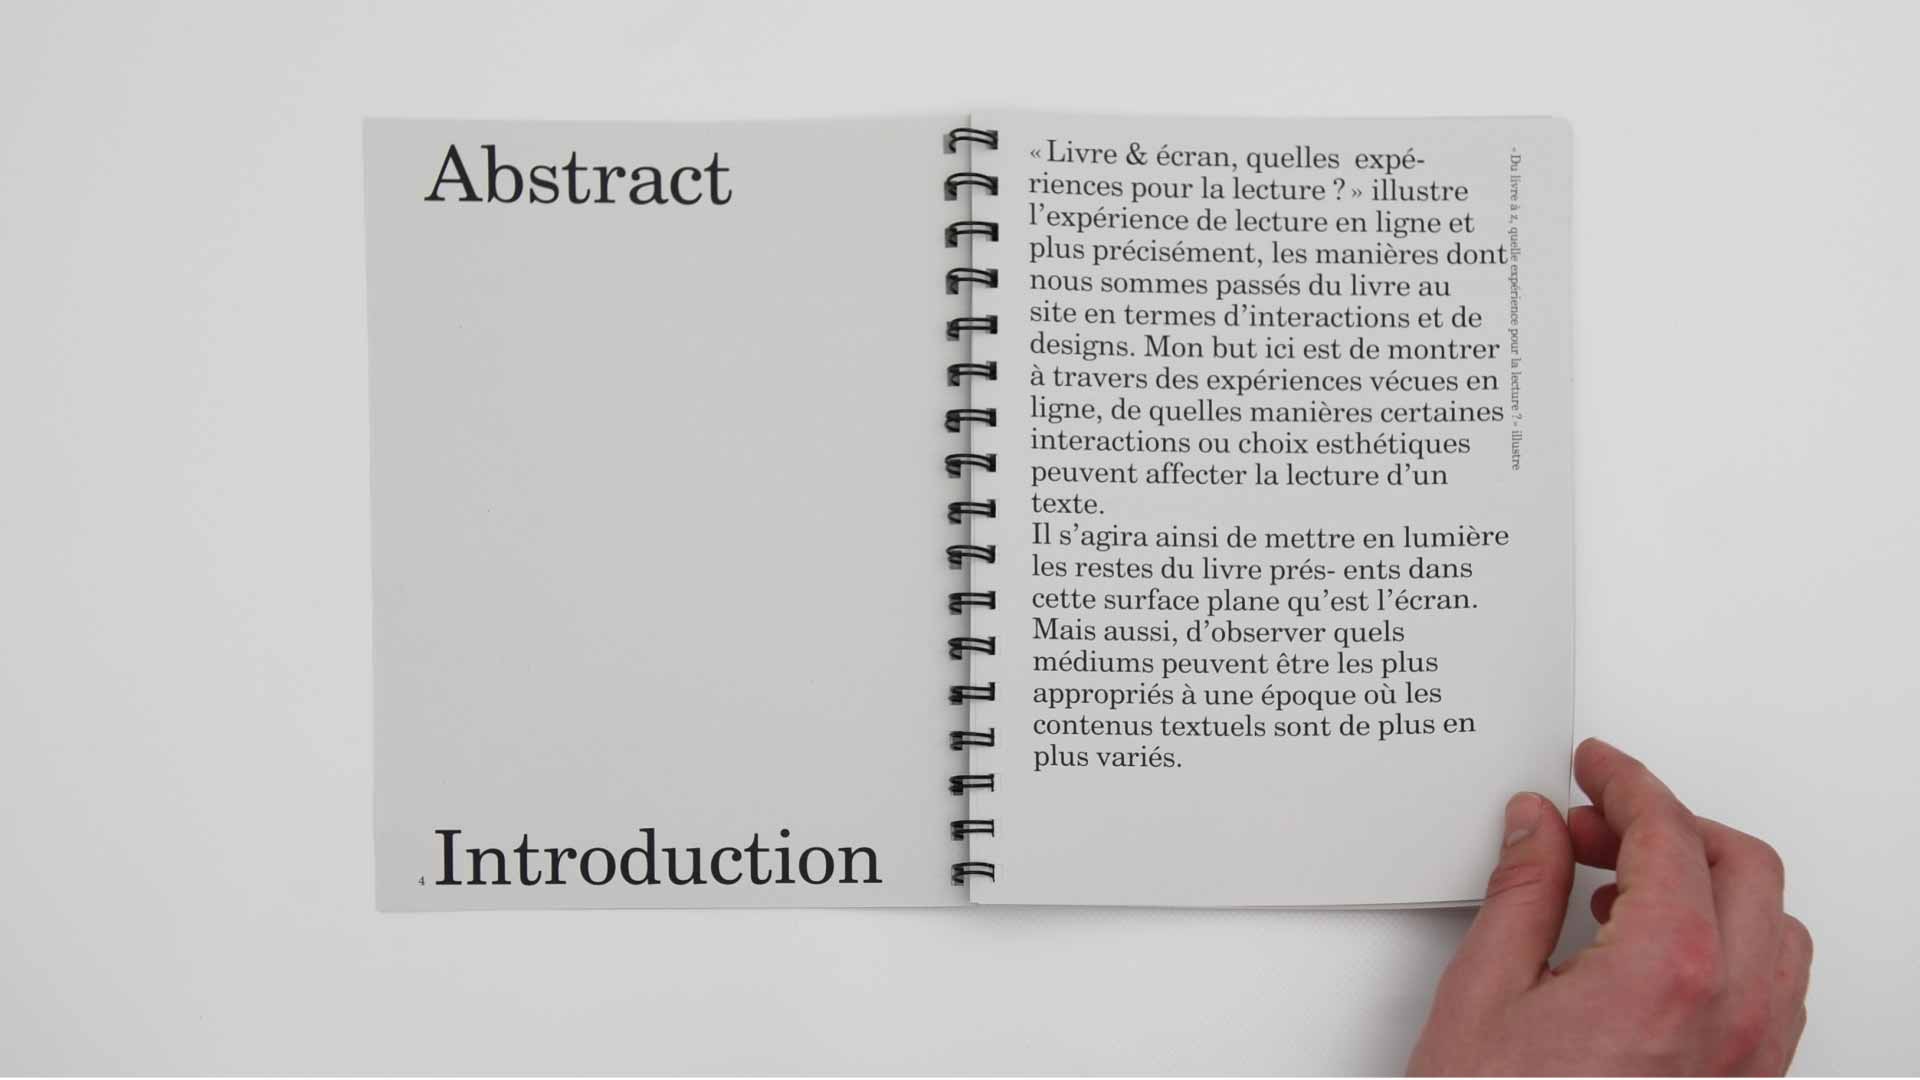 Abstract
4 Introduction
« Livre & écran, quelles expé-
riences pour la lecture ? » illustre
l’expérience de lecture en ligne et
plus précisément, les manières dont
nous sommes passés du livre au
site en termes d’interactions et de
designs. Mon but ici est de montrer
à travers des expériences vécues en
ligne, de quelles manières certaines
interactions ou choix esthétiques
peuvent affecter la lecture d’un
texte.
Il s’agira ainsi de mettre en lumière
les restes du livre prés- ents dans
cette surface plane qu’est l’écran.
Mais aussi, d’observer quels
médiums peuvent être les plus
appropriés à une époque où les
contenus textuels sont de plus en
plus variés.
« Du livre à z, quelle expérience pour la lecture ? » illustre